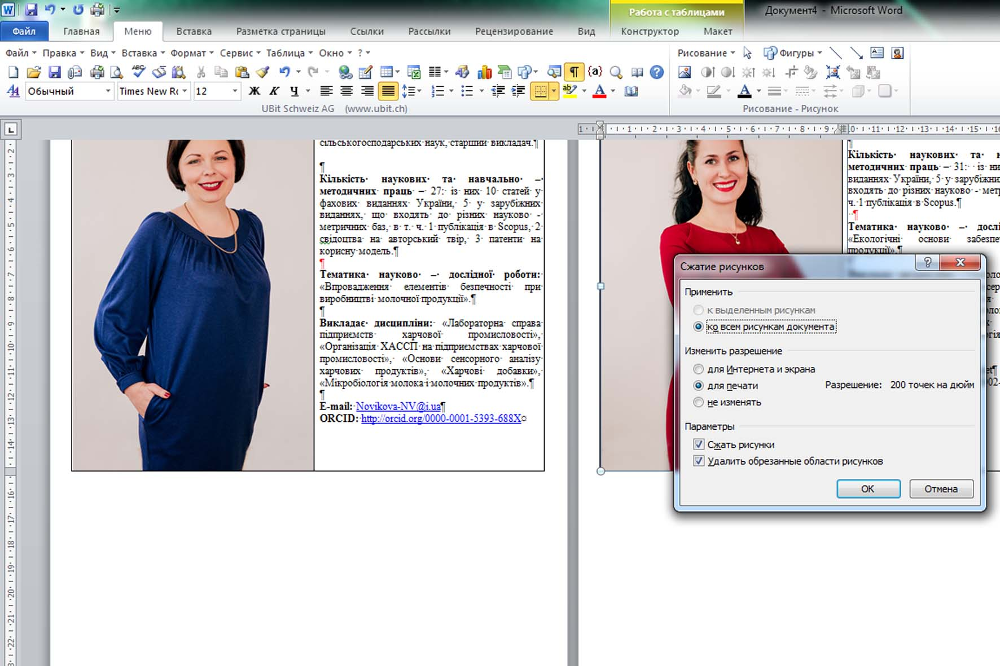 Работа с таблицами
Документ4 - Microsoft Word
Файл Главная Меню Вставка Разметка страницы Ссылки Рассылки Рецензирование Вид Конструктор Макет
Файл Правка Вид Вставка Формат Сервис Таблица Окно ?
Рисование Фигуры
Обычный Times New Ro 12 Ж К Ч
UBit Schweiz AG (www.ubit.ch)
Рисование - Рисунок
сільськогосподарських наук, старший викладач.¶
¶
Кількість наукових та навчально –
методичних праць – 27: із них 10 статей у
фахових виданнях України, 5 у зарубіжних
виданнях, що входять до різних науково -
метричних баз, в т. ч. 1 публікація в Scopus, 2
свідоцтва на авторський твір, 3 патенти на
корисну модель.¶
¶
Тематика науково – дослідної роботи:
«Впровадження елементів безпечності при
виробництві молочної продукції».¶
¶
Викладає дисципліни: «Лабораторна справа
підприємств харчової промисловості»,
«Організація ХАССП на підприємствах харчової
промисловості», «Основи сенсорного аналізу
харчових продуктів», «Харчові добавки»,
«Мікробіологія молока і молочних продуктів».¶
¶
E-mail: Novikova-NV@i.ua¶
ORCID: http://orcid.org/0000-0001-5393-688X¤
¶
Кількість наукових та н
методичних праць – 31: із ни
виданнях України, 5 у зарубіжни
входять до різних науково - метр
ч. 1 публікація в Scopus.¶
¶
Тематика науково – дослі
«Екологічні основи забезпе
продукції».¶
Сжатие рисунков
Применить
к выделенным рисункам
ко всем рисункам документа
Изменить разрешение
для Интернета и экрана
для печати Разрешение: 200 точек на дюйм
не изменять
Параметры
Сжать рисунки
Удалить обрезанные области рисунков
ОК Отмена